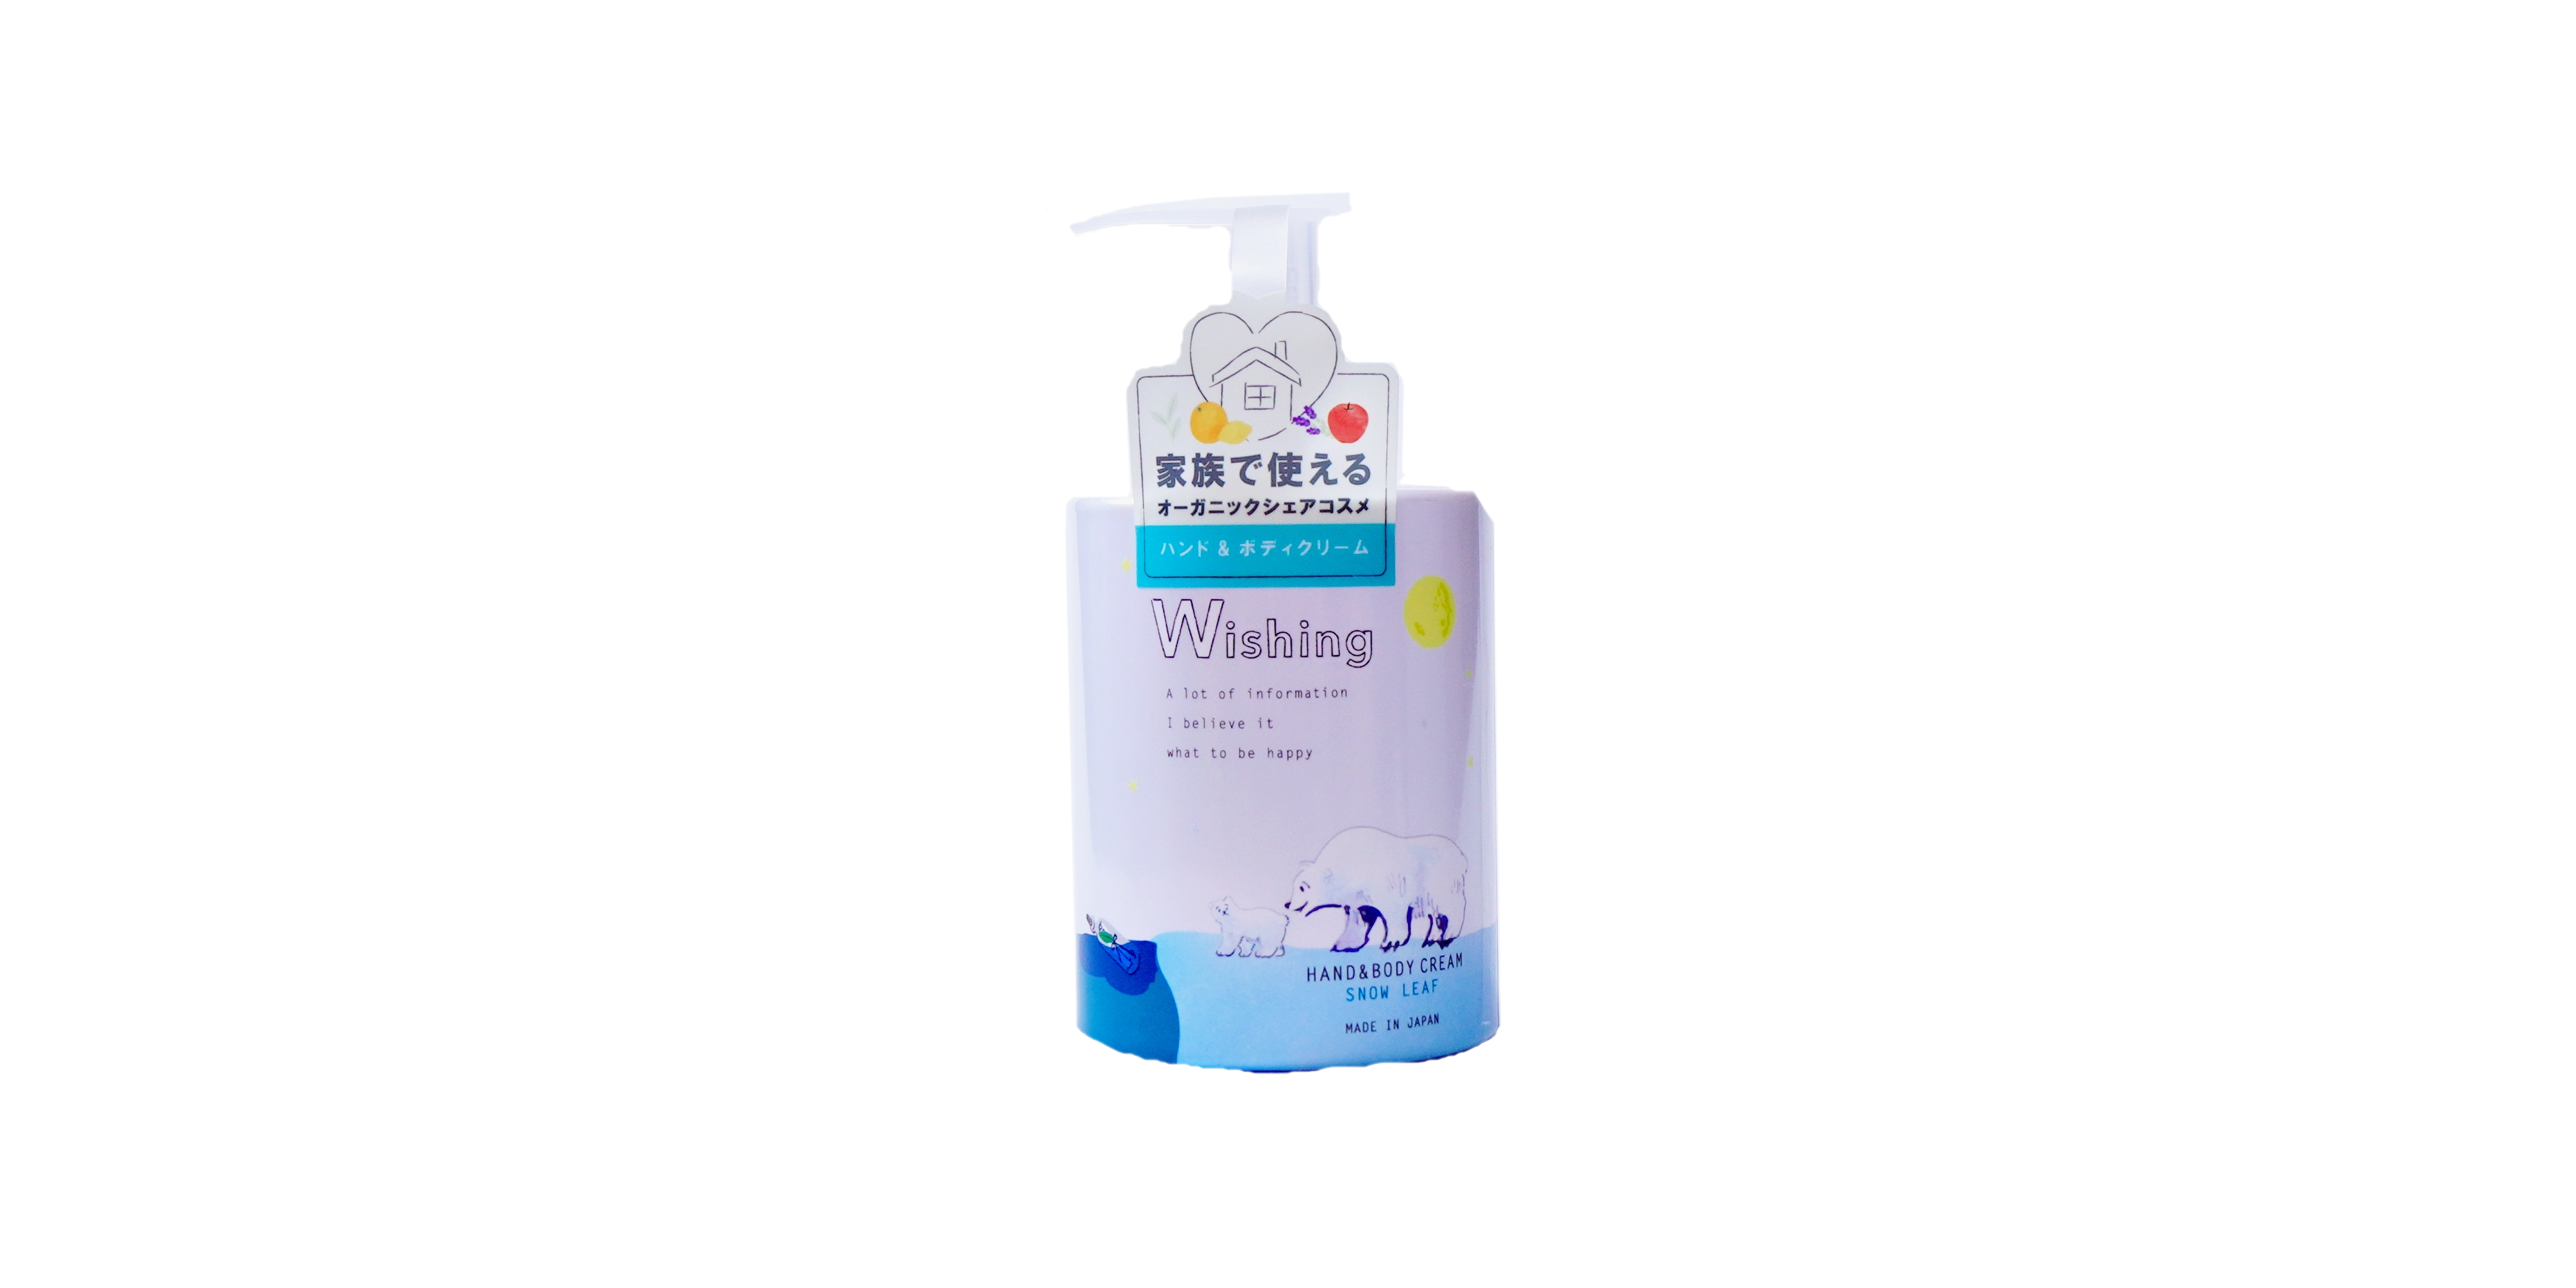 家族で使える
オーガニックシェアコスメ
ハンド & ボディクリーム
Wishing
A lot of information
I believe it
what to be happy
HAND&BODY CREAM
SNOW LEAF
MADE IN JAPAN